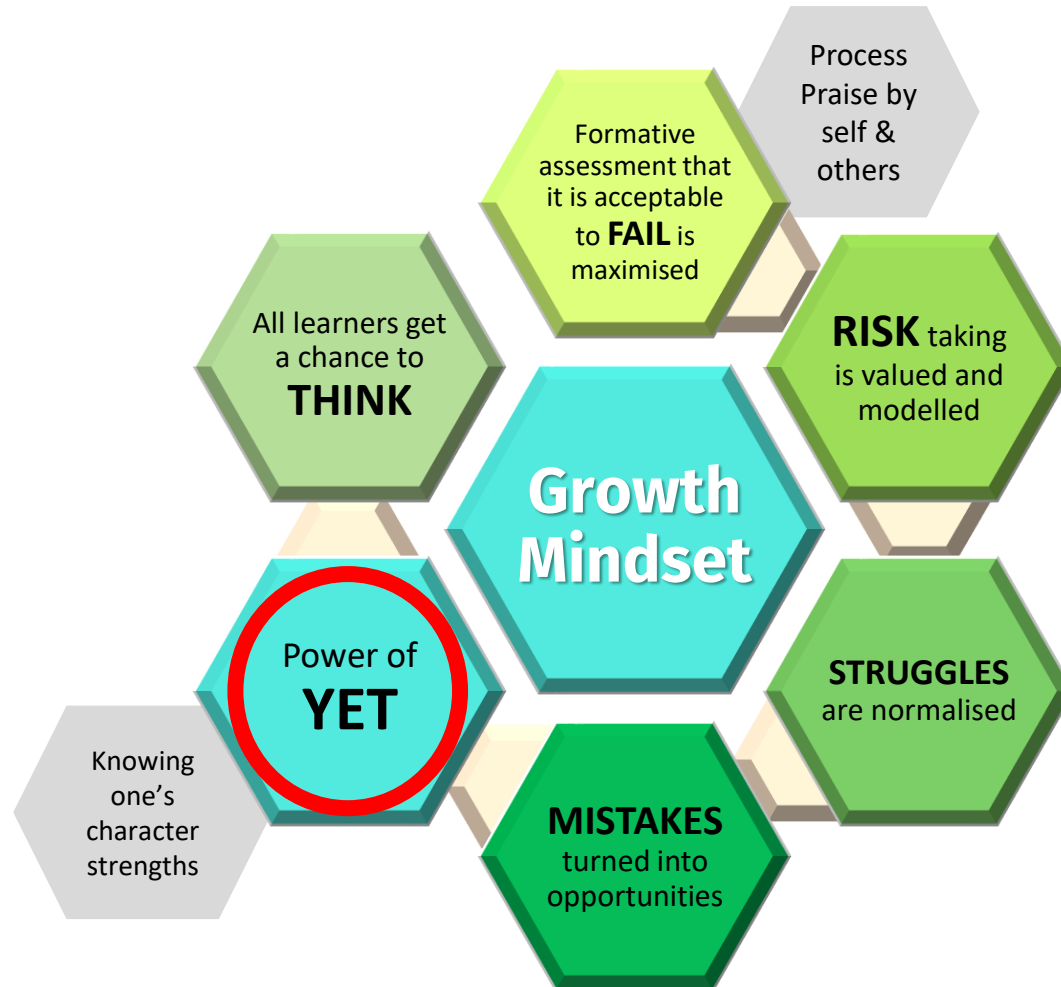 Process
Praise by
self &
others
Formative
assessment that
it is acceptable
to FAIL is
maximised
All learners get
a chance to
THINK
RISK taking
is valued and
modelled
Growth
Mindset
Power of
YET
STRUGGLES
are normalised
Knowing
one’s
character
strengths
MISTAKES
turned into
opportunities